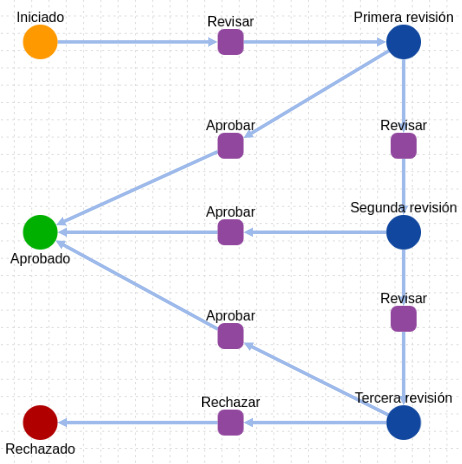 Iniciado
Revisar
Primera revisión
Aprobar
Revisar
Aprobar
Segunda revisión
Aprobado
Revisar
Aprobar
Rechazar
Tercera revisión
Rechazado